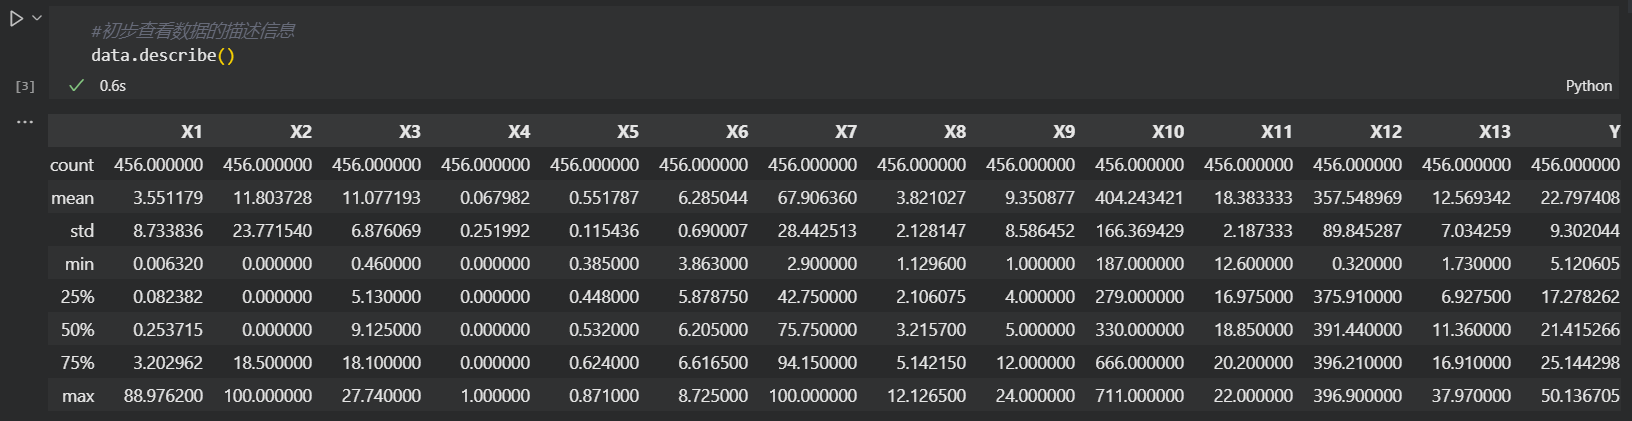 #初步查看数据的描述信息
data.describe()
[3] 0.6s Python
...
X1 X2 X3 X4 X5 X6 X7 X8 X9 X10 X11 X12 X13 Y
count 456.000000 456.000000 456.000000 456.000000 456.000000 456.000000 456.000000 456.000000 456.000000 456.000000 456.000000 456.000000 456.000000 456.000000
mean 3.551179 11.803728 11.077193 0.067982 0.551787 6.285044 67.906360 3.821027 9.350877 404.243421 18.383333 357.548969 12.569342 22.797408
std 8.733836 23.771540 6.876069 0.251992 0.115436 0.690007 28.442513 2.128147 8.586452 166.369429 2.187333 89.845287 7.034259 9.302044
min 0.006320 0.000000 0.460000 0.000000 0.385000 3.863000 2.900000 1.129600 1.000000 187.000000 12.600000 0.320000 1.730000 5.120605
25% 0.082382 0.000000 5.130000 0.000000 0.448000 5.878750 42.750000 2.106075 4.000000 279.000000 16.975000 375.910000 6.927500 17.278262
50% 0.253715 0.000000 9.125000 0.000000 0.532000 6.205000 75.750000 3.215700 5.000000 330.000000 18.850000 391.440000 11.360000 21.415266
75% 3.202962 18.500000 18.100000 0.000000 0.624000 6.616500 94.150000 5.142150 12.000000 666.000000 20.200000 396.210000 16.910000 25.144298
max 88.976200 100.000000 27.740000 1.000000 0.871000 8.725000 100.000000 12.126500 24.000000 711.000000 22.000000 396.900000 37.970000 50.136705